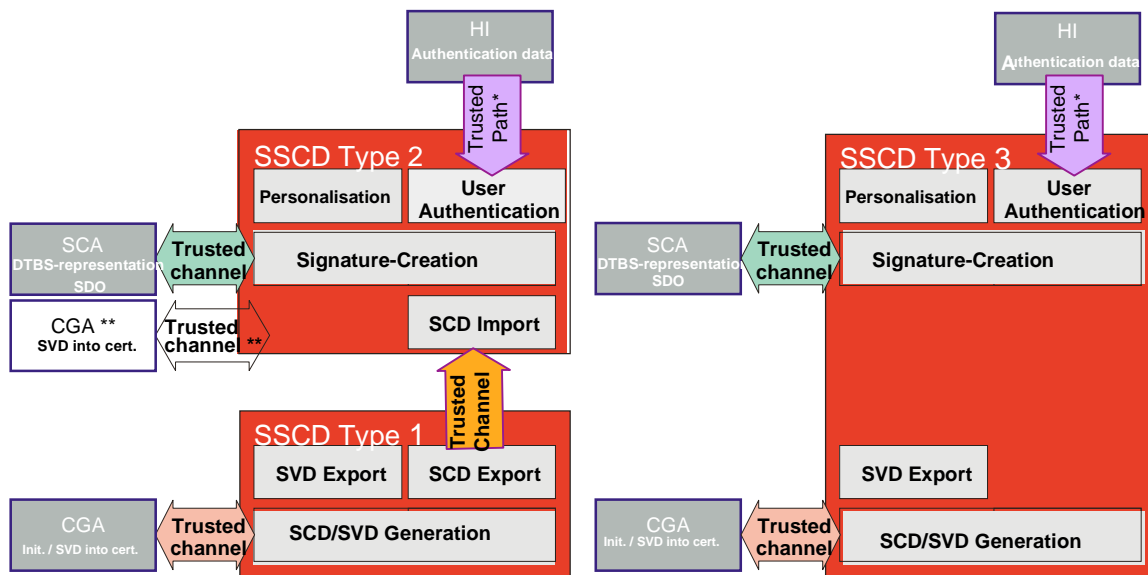 HI
Authentication data
Trusted
Path*
SSCD Type 2
Personalisation
User
Authentication
SCA
DTBS-representation
SDO
Trusted
channel
Signature-Creation
CGA **
SVD into cert.
Trusted
channel **
SCD Import
Trusted
Channel
SSCD Type 1
SVD Export
SCD Export
CGA
Init. / SVD into cert.
Trusted
channel
SCD/SVD Generation
HI
Authentication data
Trusted
Path*
SSCD Type 3
Personalisation
User
Authentication
SCA
DTBS-representation
SDO
Trusted
channel
Signature-Creation
SVD Export
CGA
Init. / SVD into cert.
Trusted
channel
SCD/SVD Generation